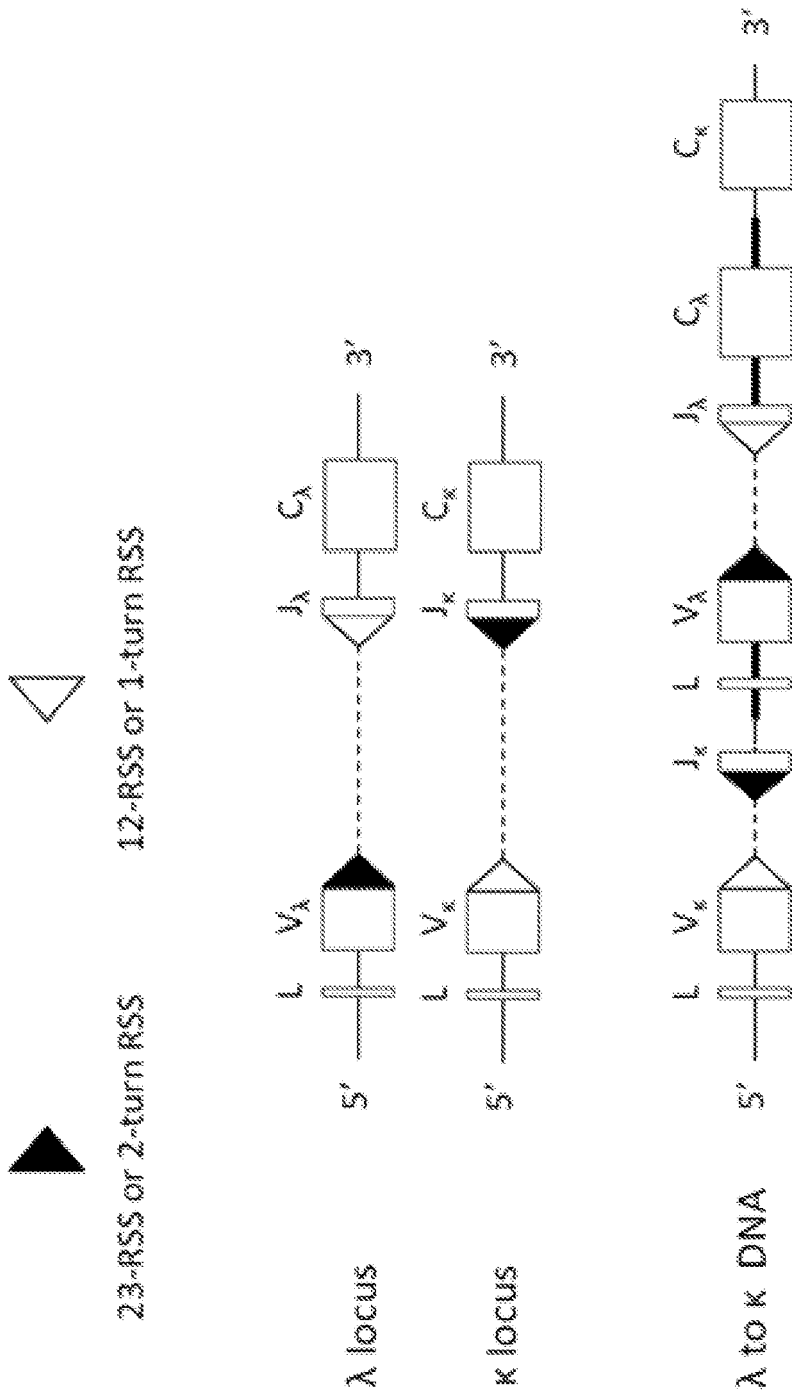 23-RSS or 2-turn RSS
12-RSS or 1-turn RSS
L Vλ Jλ Cλ
λ locus 5' 3'
L Vκ Jκ Cκ
κ locus 5' 3'
L Vκ Jκ L Vλ Jλ Cλ Cκ
λ to κ DNA 5' 3'